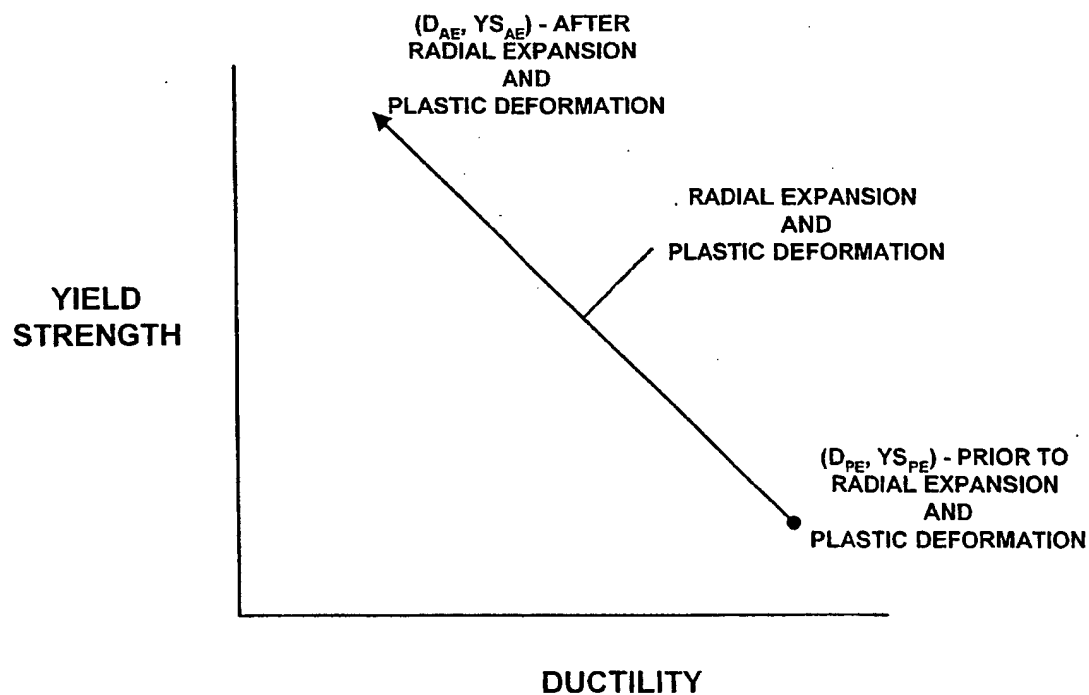 (D_AE, YS_AE) - AFTER
RADIAL EXPANSION
AND
PLASTIC DEFORMATION
RADIAL EXPANSION
AND
PLASTIC DEFORMATION
YIELD
STRENGTH
(D_PE, YS_PE) - PRIOR TO
RADIAL EXPANSION
AND
PLASTIC DEFORMATION
DUCTILITY